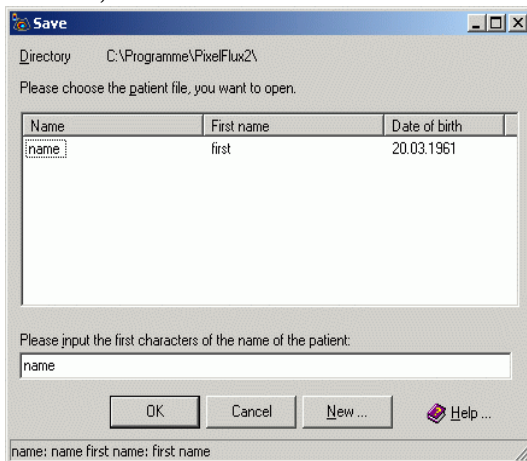 Save
Directory C:\Programme\PixelFlux2\
Please choose the patient file, you want to open.
Name First name Date of birth
name first 20.03.1961
Please input the first characters of the name of the patient:
name
OK Cancel New ... Help ...
name: name first name: first name